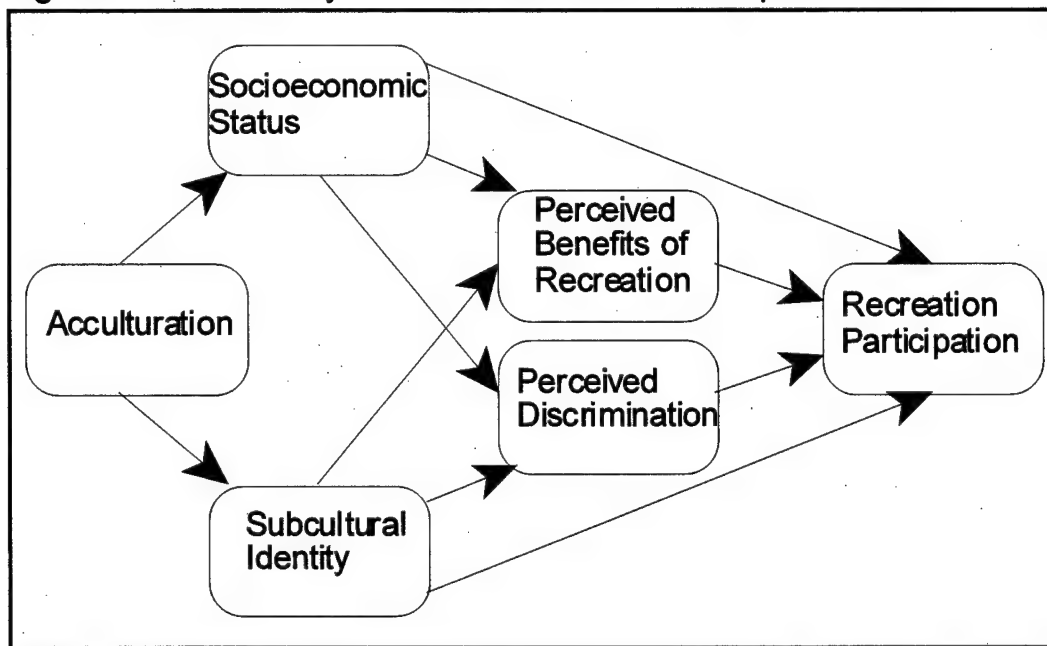 Socioeconomic
Status
Perceived
Benefits of
Recreation
Acculturation
Recreation
Participation
Perceived
Discrimination
Subcultural
Identity